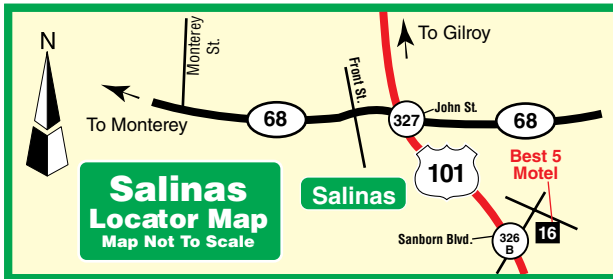 N
Monterey
St.
To Gilroy
Front St.
John St.
68
327
68
To Monterey
101
Best 5
Motel
Salinas
Locator Map
Map Not To Scale
Salinas
16
Sanborn Blvd.
326
B